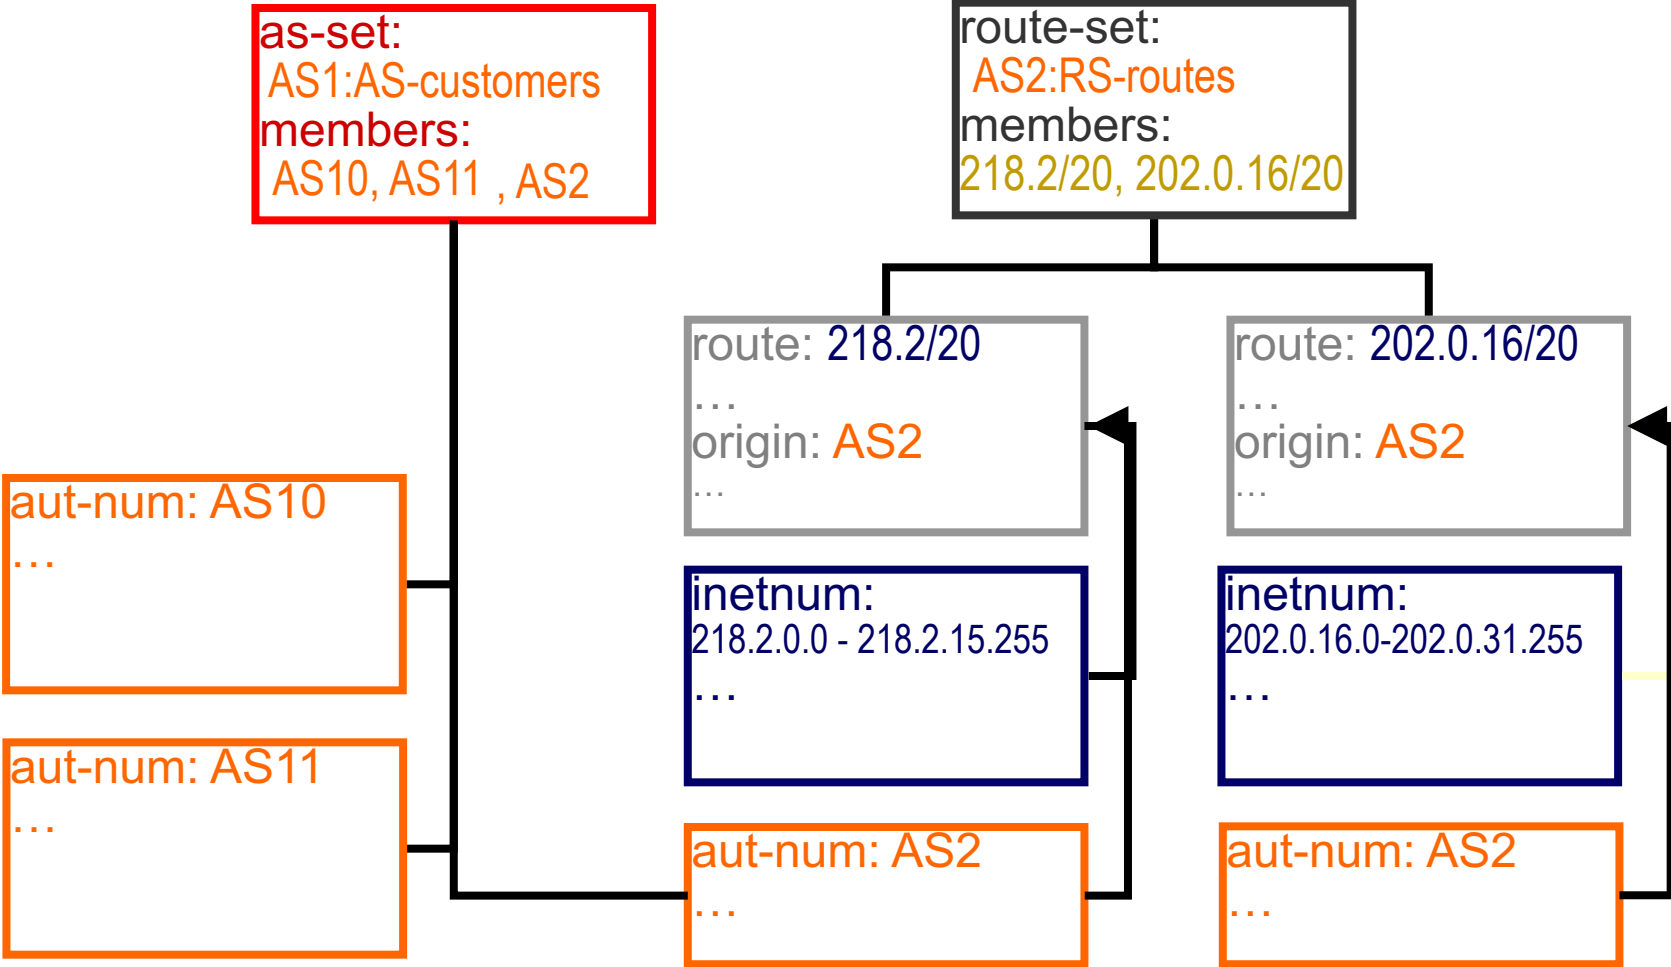 as-set:
AS1:AS-customers
members:
AS10, AS11 , AS2
route-set:
AS2:RS-routes
members:
218.2/20, 202.0.16/20
route: 218.2/20
...
origin: AS2
...
route: 202.0.16/20
...
origin: AS2
...
aut-num: AS10
...
inetnum:
218.2.0.0 - 218.2.15.255
...
inetnum:
202.0.16.0-202.0.31.255
...
aut-num: AS11
...
aut-num: AS2
...
aut-num: AS2
...